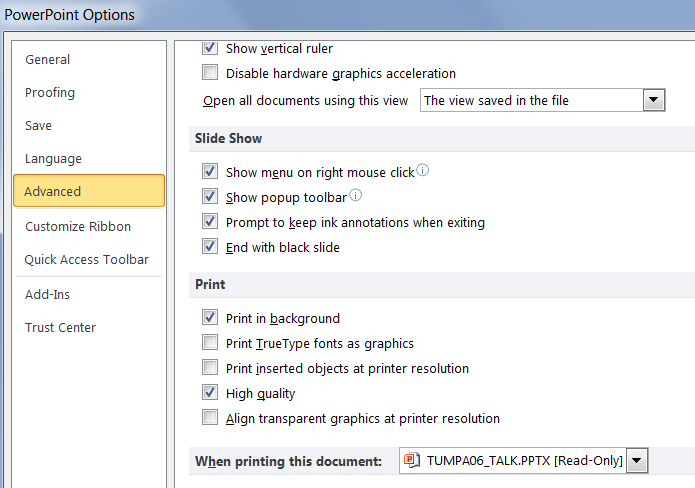 PowerPoint Options
General
Proofing
Save
Language
Advanced
Customize Ribbon
Quick Access Toolbar
Add-Ins
Trust Center
Show vertical ruler
Disable hardware graphics acceleration
Open all documents using this view The view saved in the file
Slide Show
Show menu on right mouse click
Show popup toolbar
Prompt to keep ink annotations when exiting
End with black slide
Print
Print in background
Print TrueType fonts as graphics
Print inserted objects at printer resolution
High quality
Align transparent graphics at printer resolution
When printing this document: TUMPA06_TALK.PPTX [Read-Only]